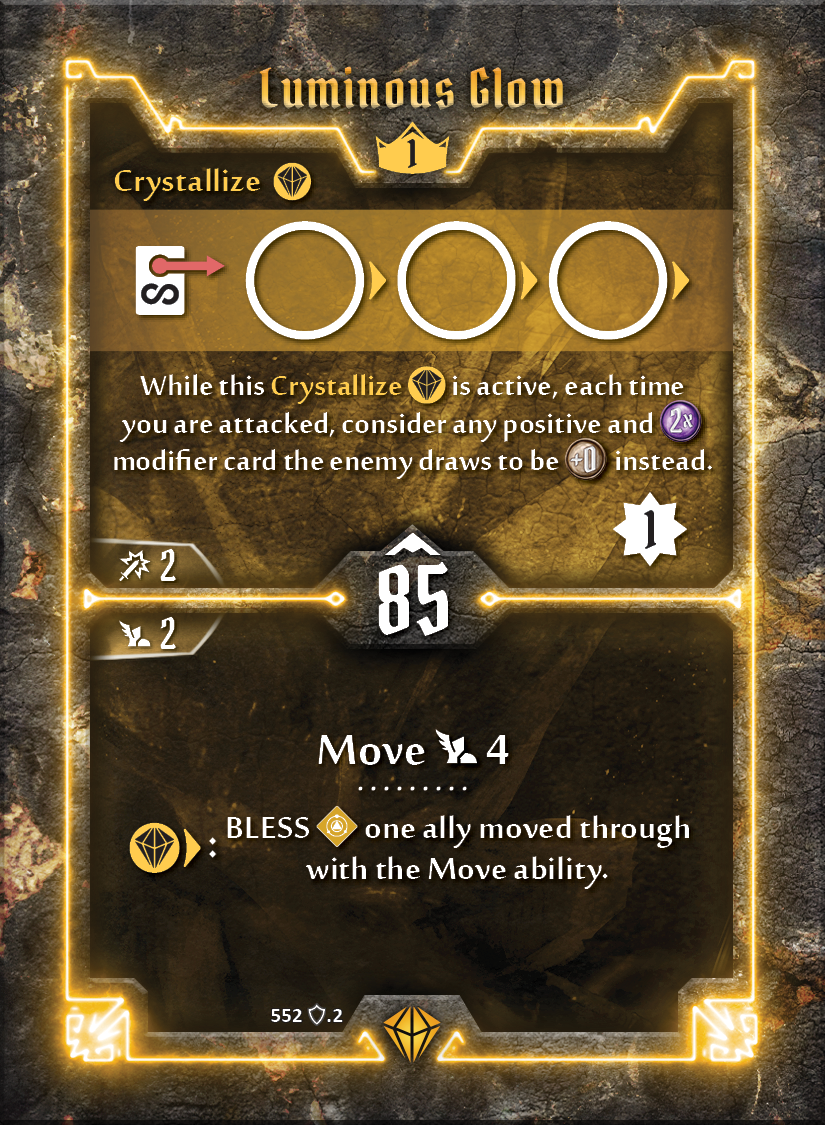 Luminous Glow
1
Crystallize
While this Crystallize is active, each time
you are attacked, consider any positive and 2x
modifier card the enemy draws to be +0 instead.
1
2
85
2
Move 4
: BLESS one ally moved through
with the Move ability.
552 .2